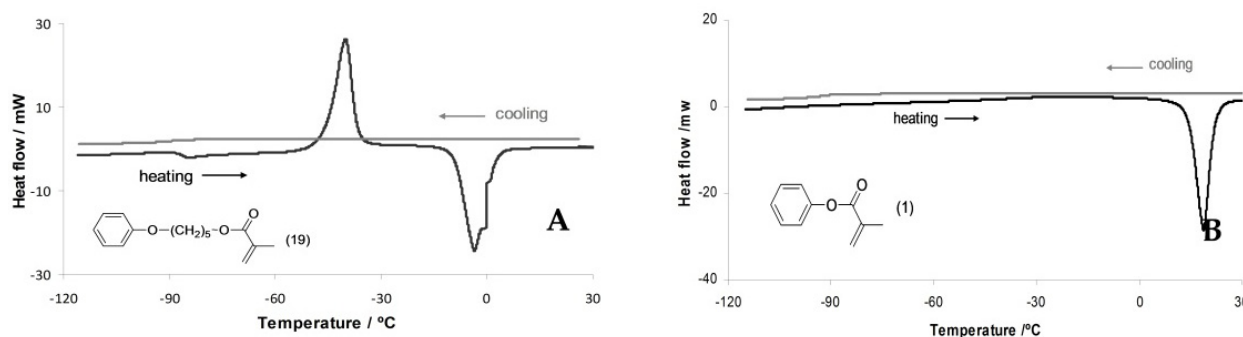 30
10
-10
-30
Heat flow / mW
cooling
heating
O
(CH2)5
O
O
(19)
A
-120
-90
-60
-30
0
30
Temperature / ºC
20
0
-20
-40
Heat flow /mw
cooling
heating
O
O
(1)
B
-120
-90
-60
-30
0
30
Temperature /ºC